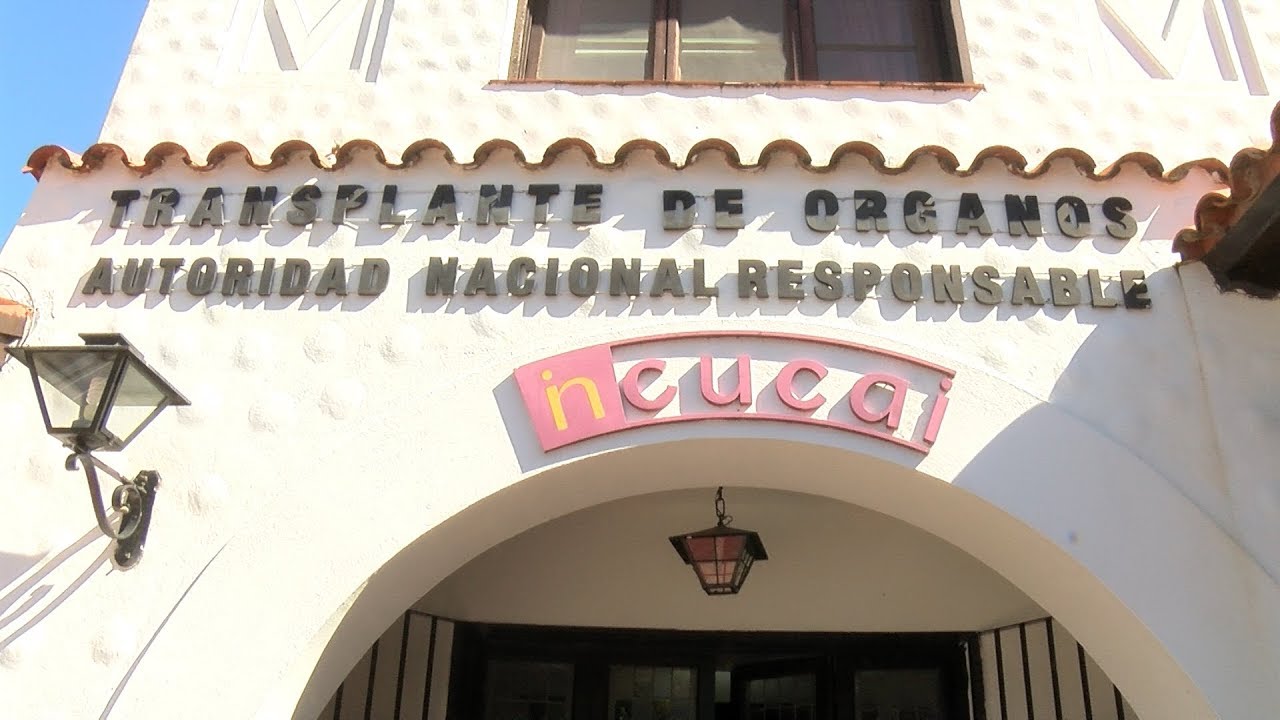 TRANSPLANTE DE ORGANOS
AUTORIDAD NACIONAL RESPONSABLE
incucai